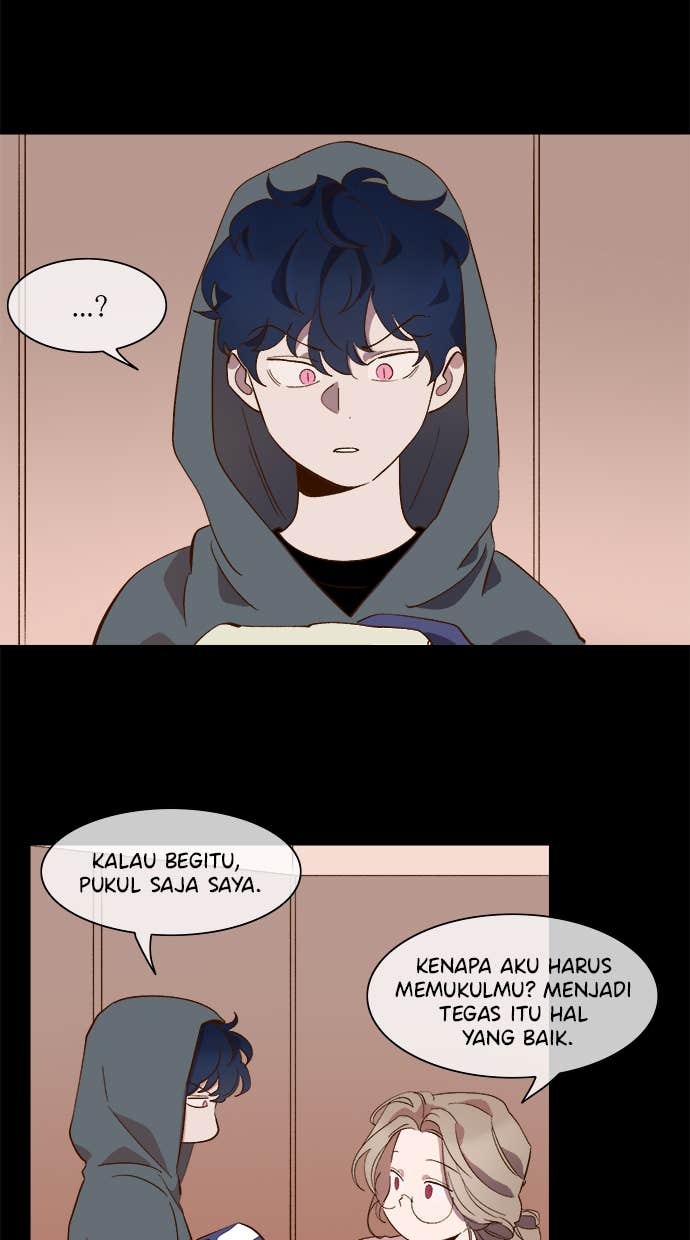 ...?
KALAU BEGITU,
PUKUL SAJA SAYA.
KENAPA AKU HARUS
MEMUKULMU? MENJADI
TEGAS ITU HAL
YANG BAIK.